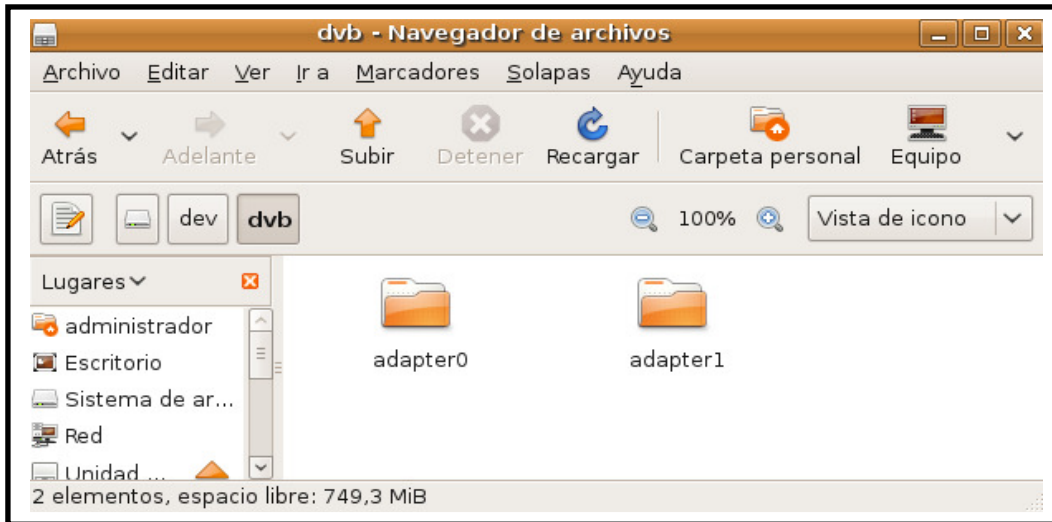 dvb - Navegador de archivos
Archivo Editar Ver Ir a Marcadores Solapas Ayuda
Atrás Adelante Subir Detener Recargar Carpeta personal Equipo
dev dvb 100% Vista de icono
Lugares
administrador
Escritorio
Sistema de ar...
Red
Unidad ...
adapter0 adapter1
2 elementos, espacio libre: 749,3 MiB